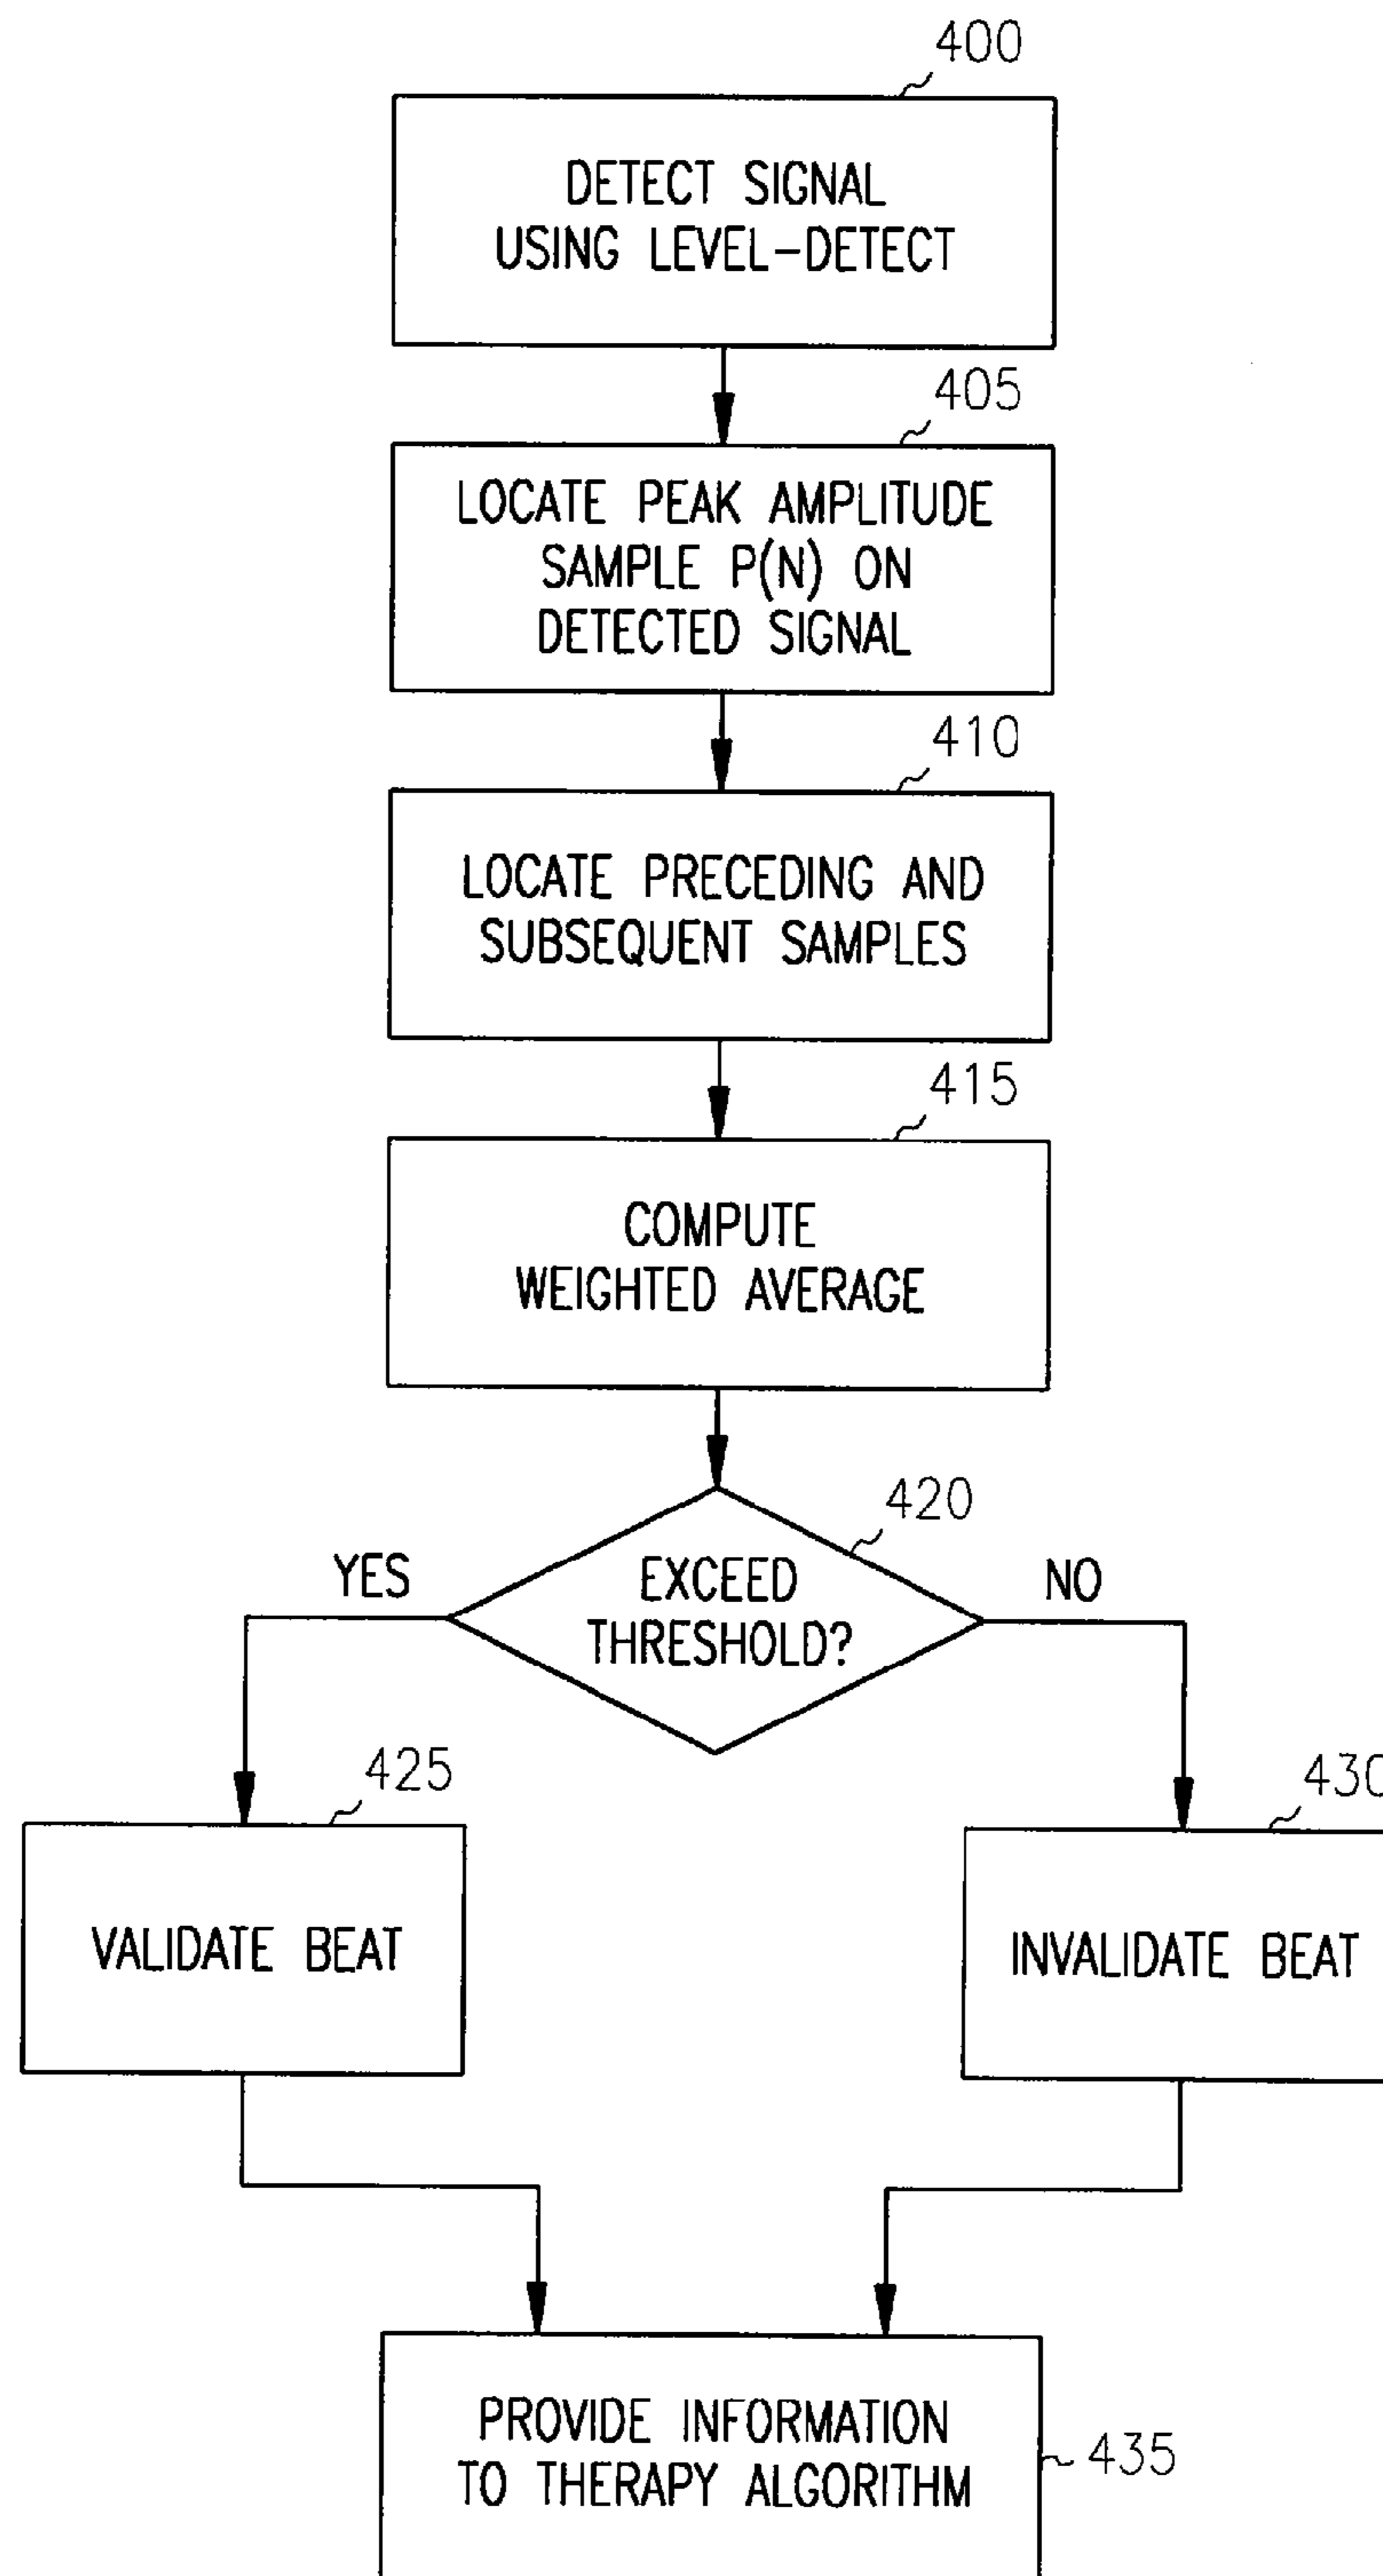 400
DETECT SIGNAL
USING LEVEL-DETECT
405
LOCATE PEAK AMPLITUDE
SAMPLE P(N) ON
DETECTED SIGNAL
410
LOCATE PRECEDING AND
SUBSEQUENT SAMPLES
415
COMPUTE
WEIGHTED AVERAGE
420
YES
EXCEED
THRESHOLD?
NO
425
430
VALIDATE BEAT
INVALIDATE BEAT
PROVIDE INFORMATION
TO THERAPY ALGORITHM
435